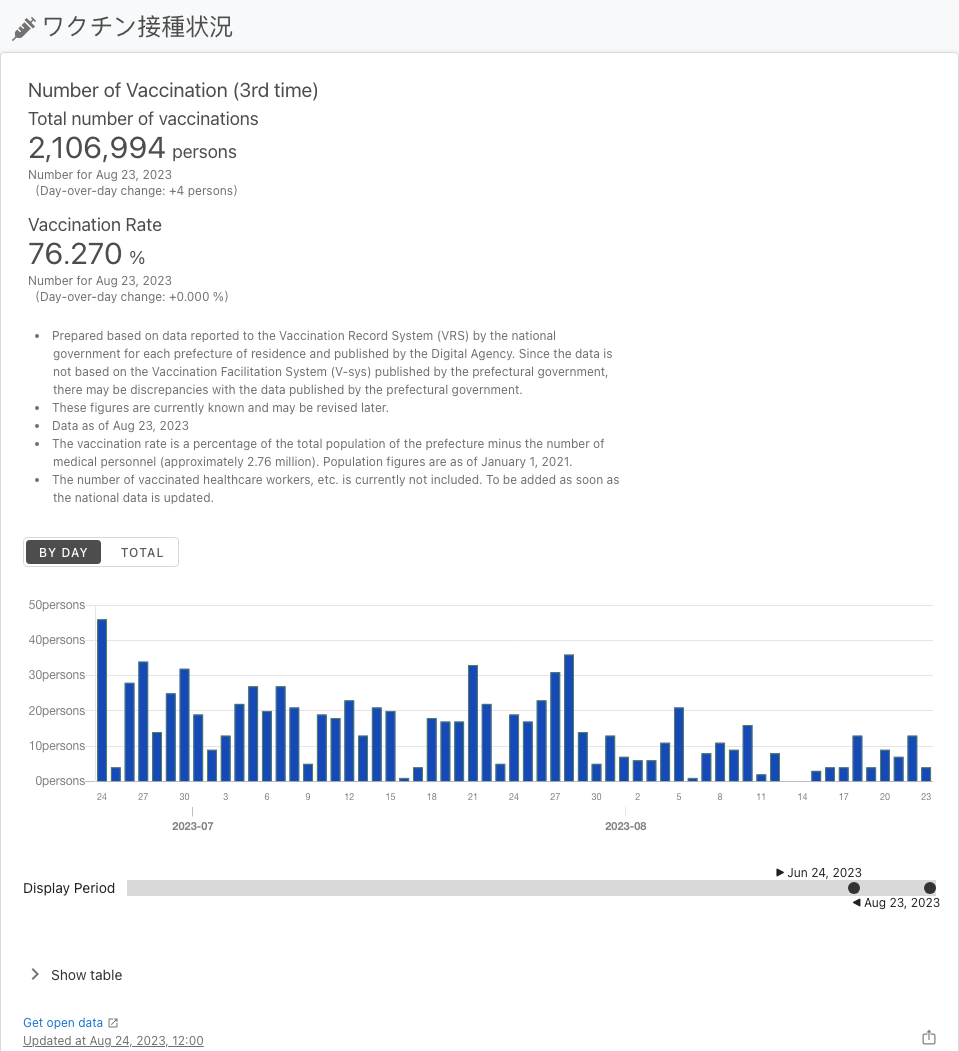 ワクチン接種状況
Number of Vaccination (3rd time)
Total number of vaccinations
2,106,994 persons
Number for Aug 23, 2023
(Day-over-day change: +4 persons)
Vaccination Rate
76.270 %
Number for Aug 23, 2023
(Day-over-day change: +0.000 %)
• Prepared based on data reported to the Vaccination Record System (VRS) by the national
government for each prefecture of residence and published by the Digital Agency. Since the data is
not based on the Vaccination Facilitation System (V-sys) published by the prefectural government,
there may be discrepancies with the data published by the prefectural government.
• These figures are currently known and may be revised later.
• Data as of Aug 23, 2023
• The vaccination rate is a percentage of the total population of the prefecture minus the number of
medical personnel (approximately 2.76 million). Population figures are as of January 1, 2021.
• The number of vaccinated healthcare workers, etc. is currently not included. To be added as soon as
the national data is updated.
BY DAY TOTAL
50persons
40persons
30persons
20persons
10persons
0persons
24 27 30 3 6 9 12 15 18 21 24 27 30 2 5 8 11 14 17 20 23
2023-07 2023-08
▶ Jun 24, 2023
Display Period
◀ Aug 23, 2023
Show table
Get open data
Updated at Aug 24, 2023, 12:00